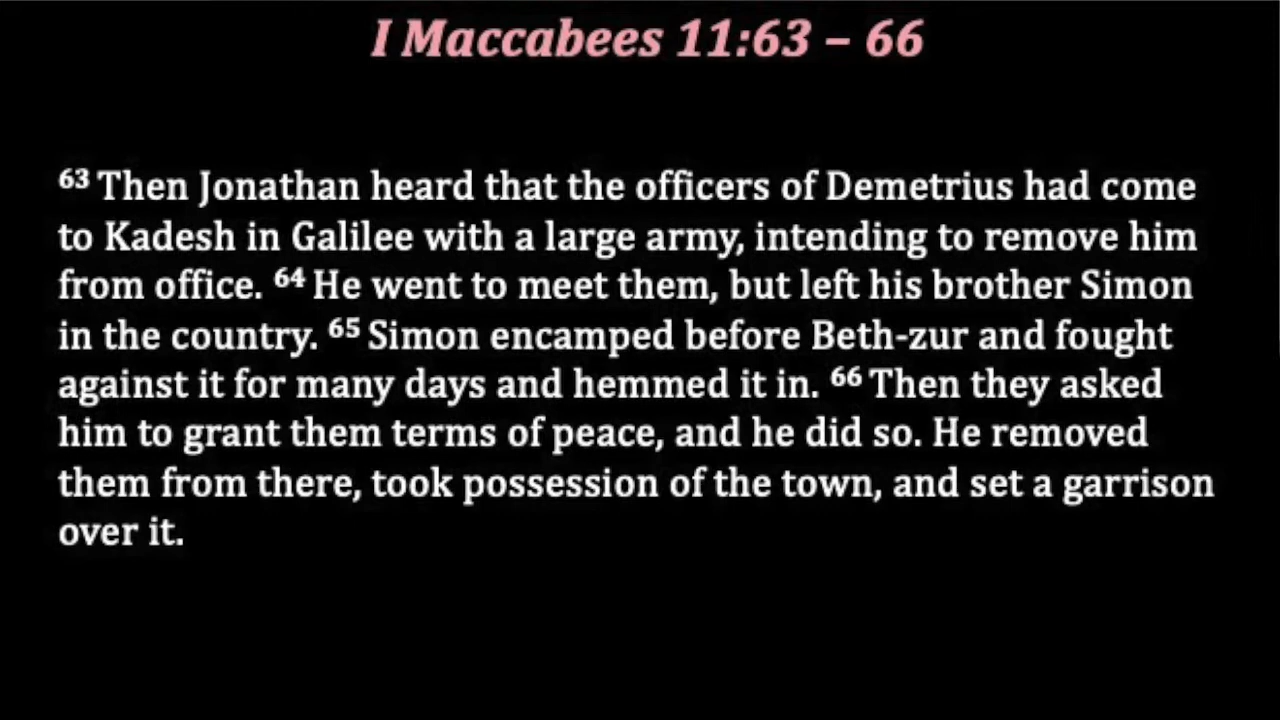 I Maccabees 11:63 – 66
⁶³ Then Jonathan heard that the officers of Demetrius had come
to Kadesh in Galilee with a large army, intending to remove him
from office. ⁶⁴ He went to meet them, but left his brother Simon
in the country. ⁶⁵ Simon encamped before Beth-zur and fought
against it for many days and hemmed it in. ⁶⁶ Then they asked
him to grant them terms of peace, and he did so. He removed
them from there, took possession of the town, and set a garrison
over it.